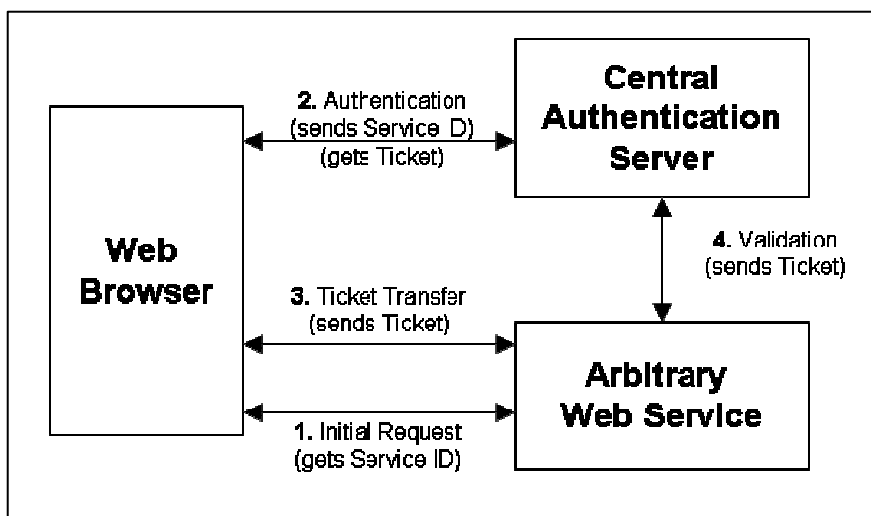 Central
Authentication
Server
2. Authentication
(sends Service ID)
(gets Ticket)
Web
Browser
4. Validation
(sends Ticket)
3. Ticket Transfer
(sends Ticket)
Arbitrary
Web Service
1. Initial Request
(gets Service ID)